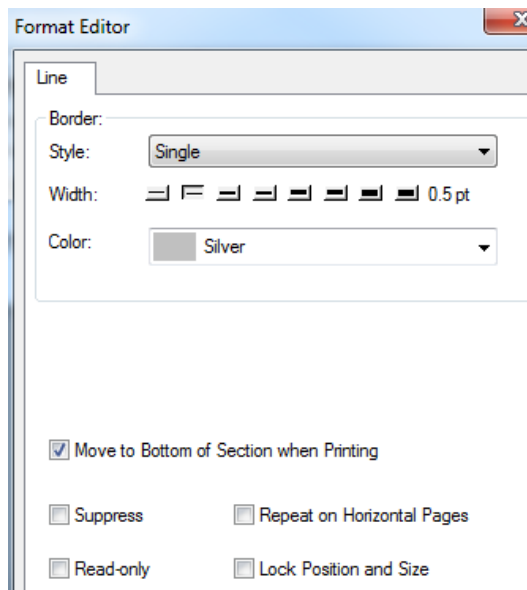 Format Editor
Line
Border:
Style: Single
Width: 0.5 pt
Color: Silver
Move to Bottom of Section when Printing
Suppress Repeat on Horizontal Pages
Read-only Lock Position and Size